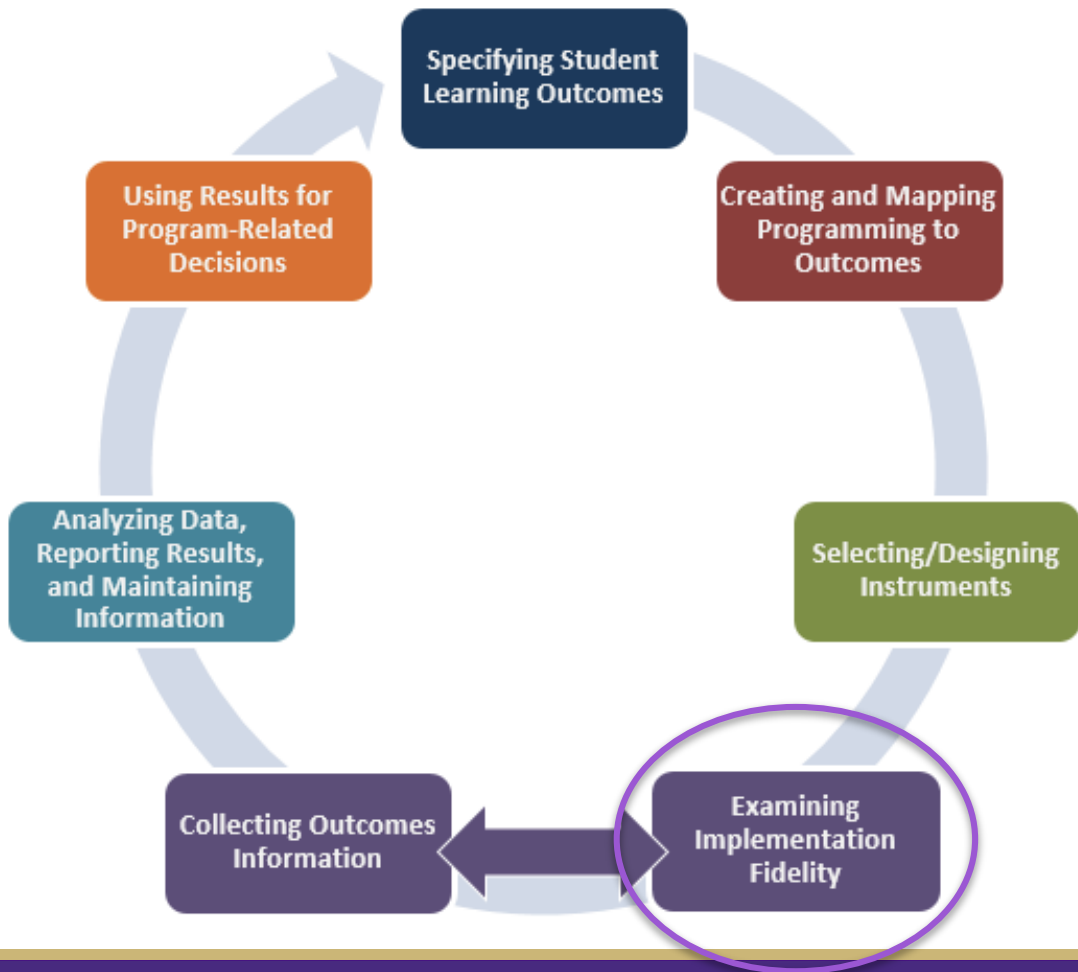 Specifying Student
Learning Outcomes
Creating and Mapping
Programming to
Outcomes
Selecting/Designing
Instruments
Examining
Implementation
Fidelity
Collecting Outcomes
Information
Analyzing Data,
Reporting Results,
and Maintaining
Information
Using Results for
Program-Related
Decisions